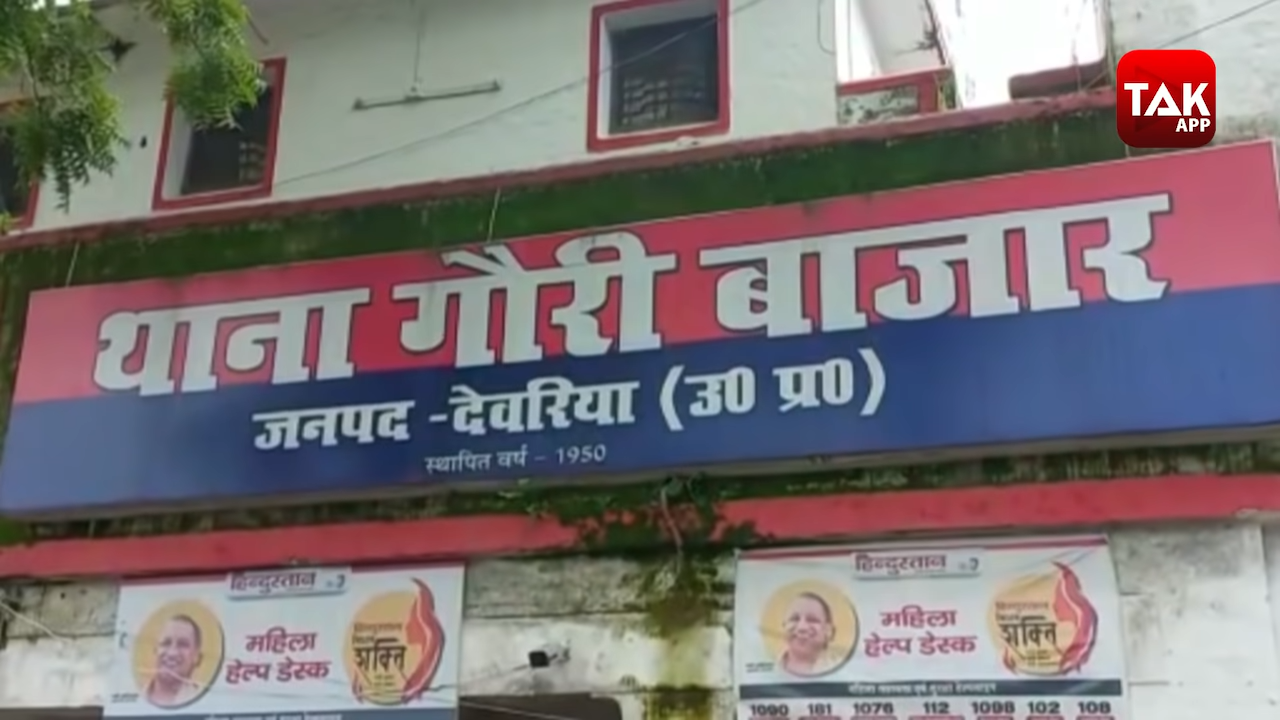 TAK
APP
थाना गौरी बाजार
जनपद -देवरिया (उ0 प्र0)
स्थापित वर्ष - 1950
हिन्दुस्तान
महिला
हेल्प डेस्क
शक्ति
हिन्दुस्तान
महिला
हेल्प डेस्क
शक्ति
1090 181 1076 112 1098 102 108